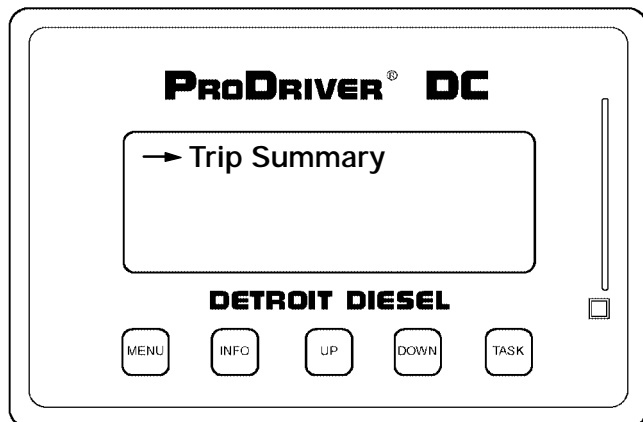 PRODRIVER® DC
→ Trip Summary
DETROIT DIESEL
MENU INFO UP DOWN TASK